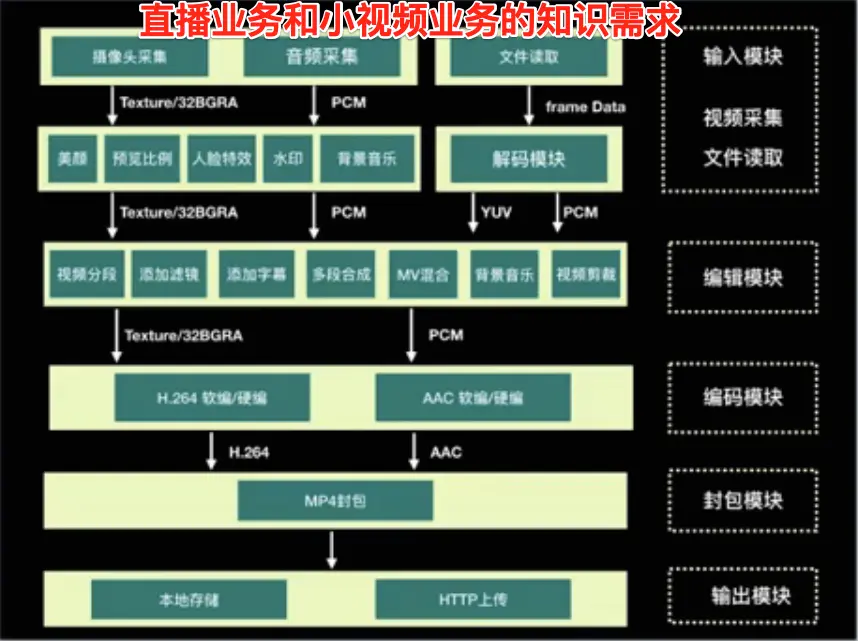 直播业务和小视频业务的知识需求
摄像头采集 音频采集 文件读取 输入模块
Texture/32BGRA PCM frame Data
视频采集
美颜 预览比例 人脸特效 水印 背景音乐 解码模块 文件读取
Texture/32BGRA PCM YUV PCM
视频分段 添加滤镜 添加字幕 多段合成 MV混合 背景音乐 视频剪裁 编辑模块
Texture/32BGRA PCM
H.264 软编/硬编 AAC 软编/硬编 编码模块
H.264 AAC
MP4封包 封包模块
本地存储 HTTP上传 输出模块